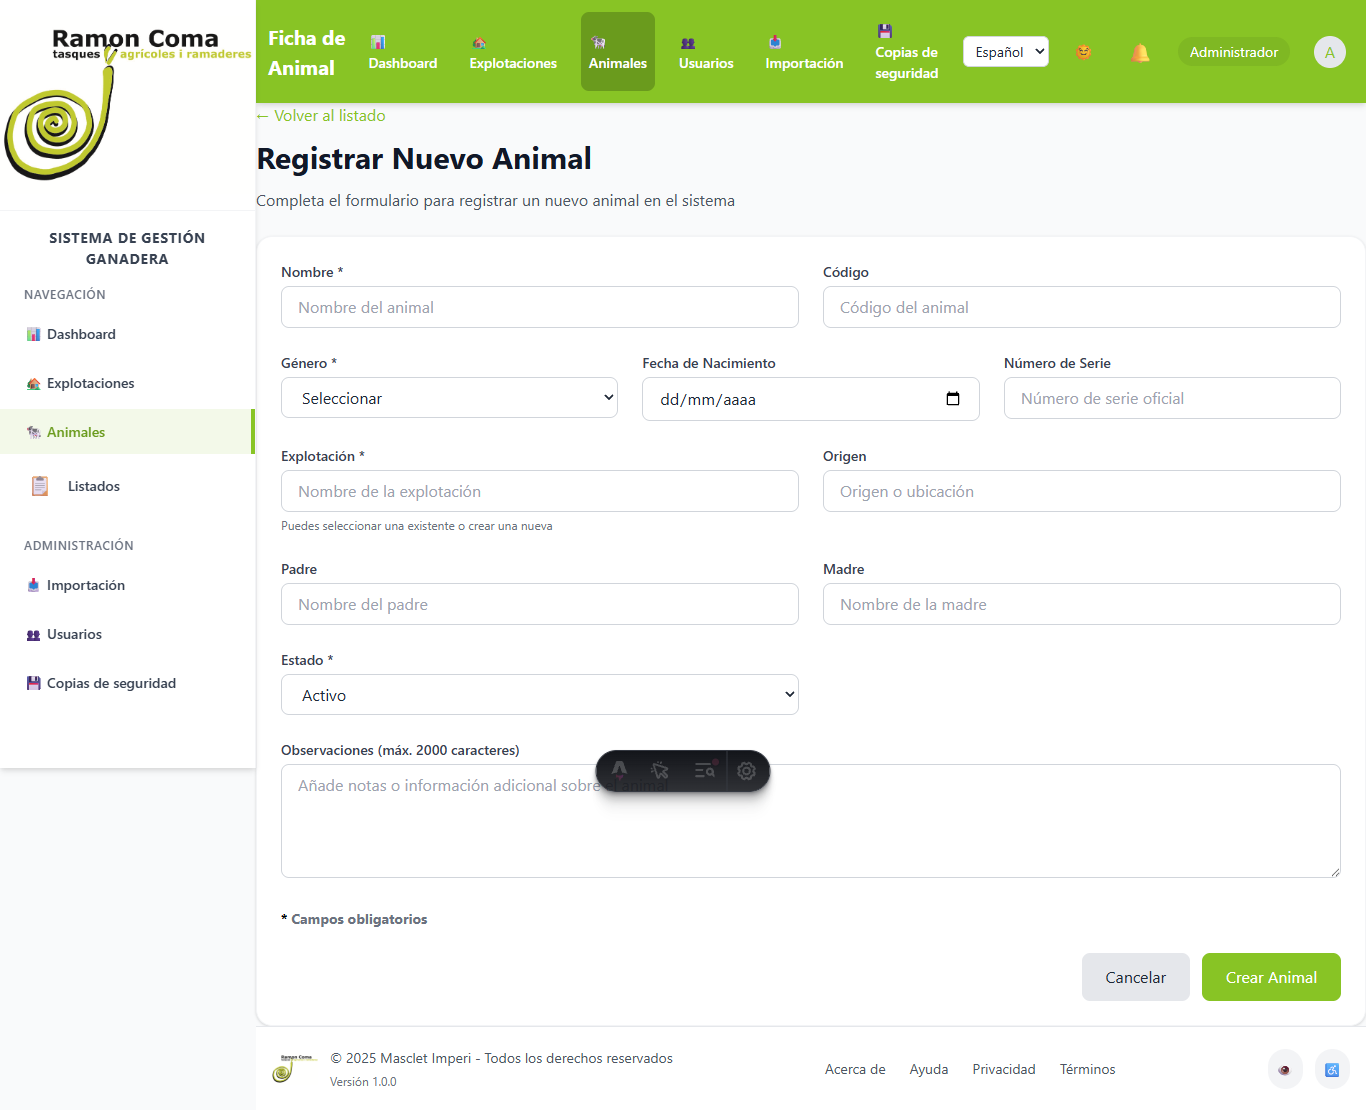 Ramon Coma
tasques agrícoles i ramaderes
SISTEMA DE GESTIÓN
GANADERA
NAVEGACIÓN
Dashboard
Explotaciones
Animales
Listados
ADMINISTRACIÓN
Importación
Usuarios
Copias de seguridad
Ficha de
Animal
Dashboard
Explotaciones
Animales
Usuarios
Importación
Copias de
seguridad
Español
Administrador
A
← Volver al listado
Registrar Nuevo Animal
Completa el formulario para registrar un nuevo animal en el sistema
Nombre *
Código
Nombre del animal
Código del animal
Género *
Fecha de Nacimiento
Número de Serie
Seleccionar
dd/mm/aaaa
Número de serie oficial
Explotación *
Origen
Nombre de la explotación
Origen o ubicación
Puedes seleccionar una existente o crear una nueva
Padre
Madre
Nombre del padre
Nombre de la madre
Estado *
Activo
Observaciones (máx. 2000 caracteres)
Añade notas o información adicional sobre el animal
* Campos obligatorios
Cancelar
Crear Animal
Ramon Coma
© 2025 Masclet Imperi - Todos los derechos reservados
Versión 1.0.0
Acerca de
Ayuda
Privacidad
Términos